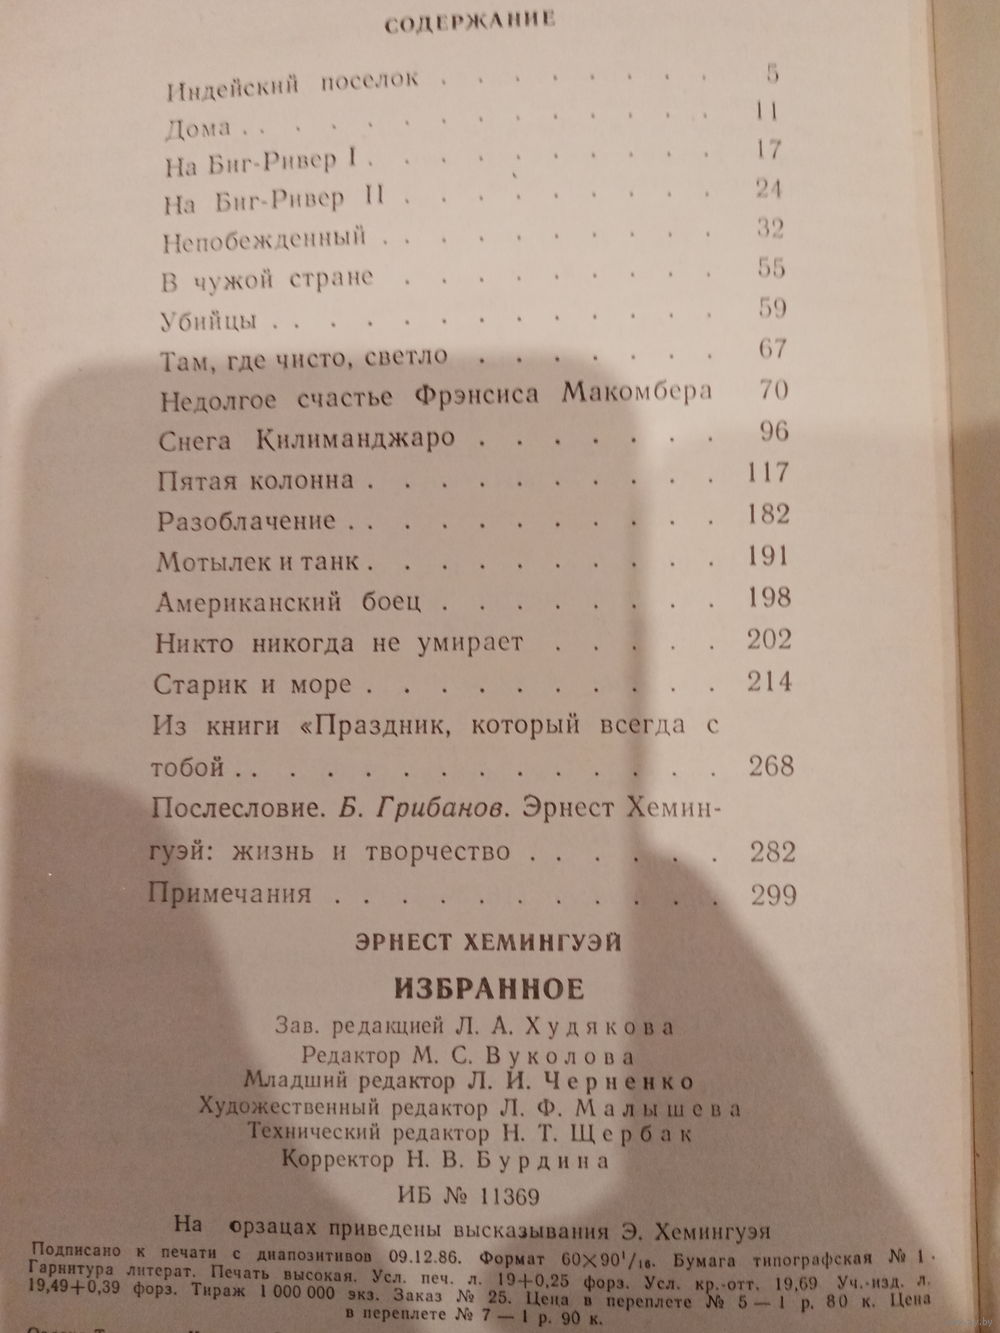 СОДЕРЖАНИЕ
Индейский поселок . . . . . . . . 5
Дома . . . . . . . . . . . . . 11
На Биг-Ривер I . . . . . . . . . . 17
На Биг-Ривер II . . . . . . . . . 24
Непобежденный . . . . . . . . . . 32
В чужой стране . . . . . . . . . 55
Убийцы . . . . . . . . . . . . . 59
Там, где чисто, светло . . . . . . . 67
Недолгое счастье Фрэнсиса Макомбера 70
Снега Килиманджаро . . . . . . . 96
Пятая колонна . . . . . . . . . . 117
Разоблачение . . . . . . . . . . . 182
Мотылек и танк . . . . . . . . . . 191
Американский боец . . . . . . . . 198
Никто никогда не умирает . . . . . 202
Старик и море . . . . . . . . . . 214
Из книги «Праздник, который всегда с
тобой . . . . . . . . . . . . . . 268
Послесловие. Б. Грибанов. Эрнест Хемин-
гуэй: жизнь и творчество . . . . . . 282
Примечания . . . . . . . . . . . 299
ЭРНЕСТ ХЕМИНГУЭЙ
ИЗБРАННОЕ
Зав. редакцией Л. А. Худякова
Редактор М. С. Вуколова
Младший редактор Л. И. Черненко
Художественный редактор Л. Ф. Малышева
Технический редактор Н. Т. Щербак
Корректор Н. В. Бурдина
ИБ № 11369
На форзацах приведены высказывания Э. Хемингуэя
Подписано к печати с диапозитивов 09.12.86. Формат 60×90¹/₁₆. Бумага типографская № 1.
Гарнитура литерат. Печать высокая. Усл. печ. л. 19+0,25 форз. Усл. кр.-отт. 19,69 Уч.-изд. л.
19,49+0,39 форз. Тираж 1 000 000 экз. Заказ № 25. Цена в переплете № 5 — 1 р. 80 к. Цена
в переплете № 7 — 1 р. 90 к.